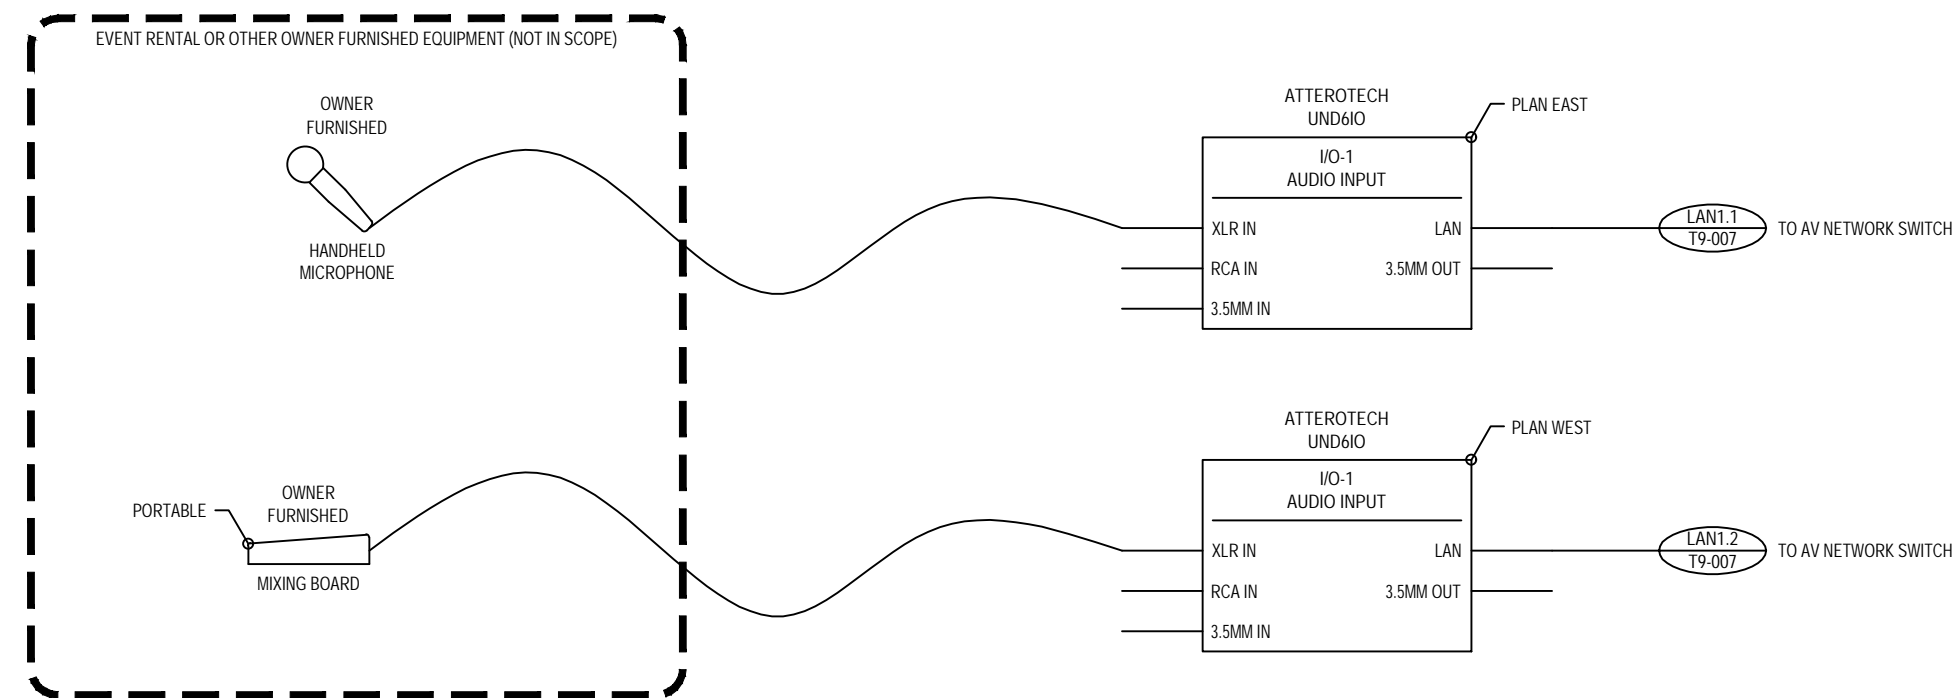 EVENT RENTAL OR OTHER OWNER FURNISHED EQUIPMENT (NOT IN SCOPE)
OWNER
FURNISHED
HANDHELD
MICROPHONE
ATTEROTECH
UND6IO
PLAN EAST
I/O-1
AUDIO INPUT
XLR IN
LAN
RCA IN
3.5MM OUT
3.5MM IN
LAN1.1
T9-007
TO AV NETWORK SWITCH
PORTABLE
OWNER
FURNISHED
MIXING BOARD
ATTEROTECH
UND6IO
PLAN WEST
I/O-1
AUDIO INPUT
XLR IN
LAN
RCA IN
3.5MM OUT
3.5MM IN
LAN1.2
T9-007
TO AV NETWORK SWITCH